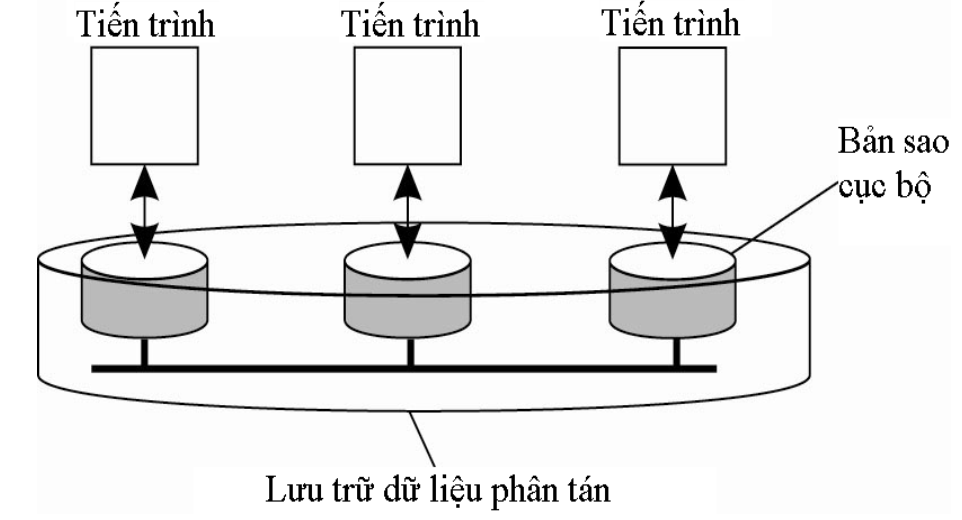 Tiến trình Tiến trình Tiến trình
Bản sao
cục bộ
Lưu trữ dữ liệu phân tán